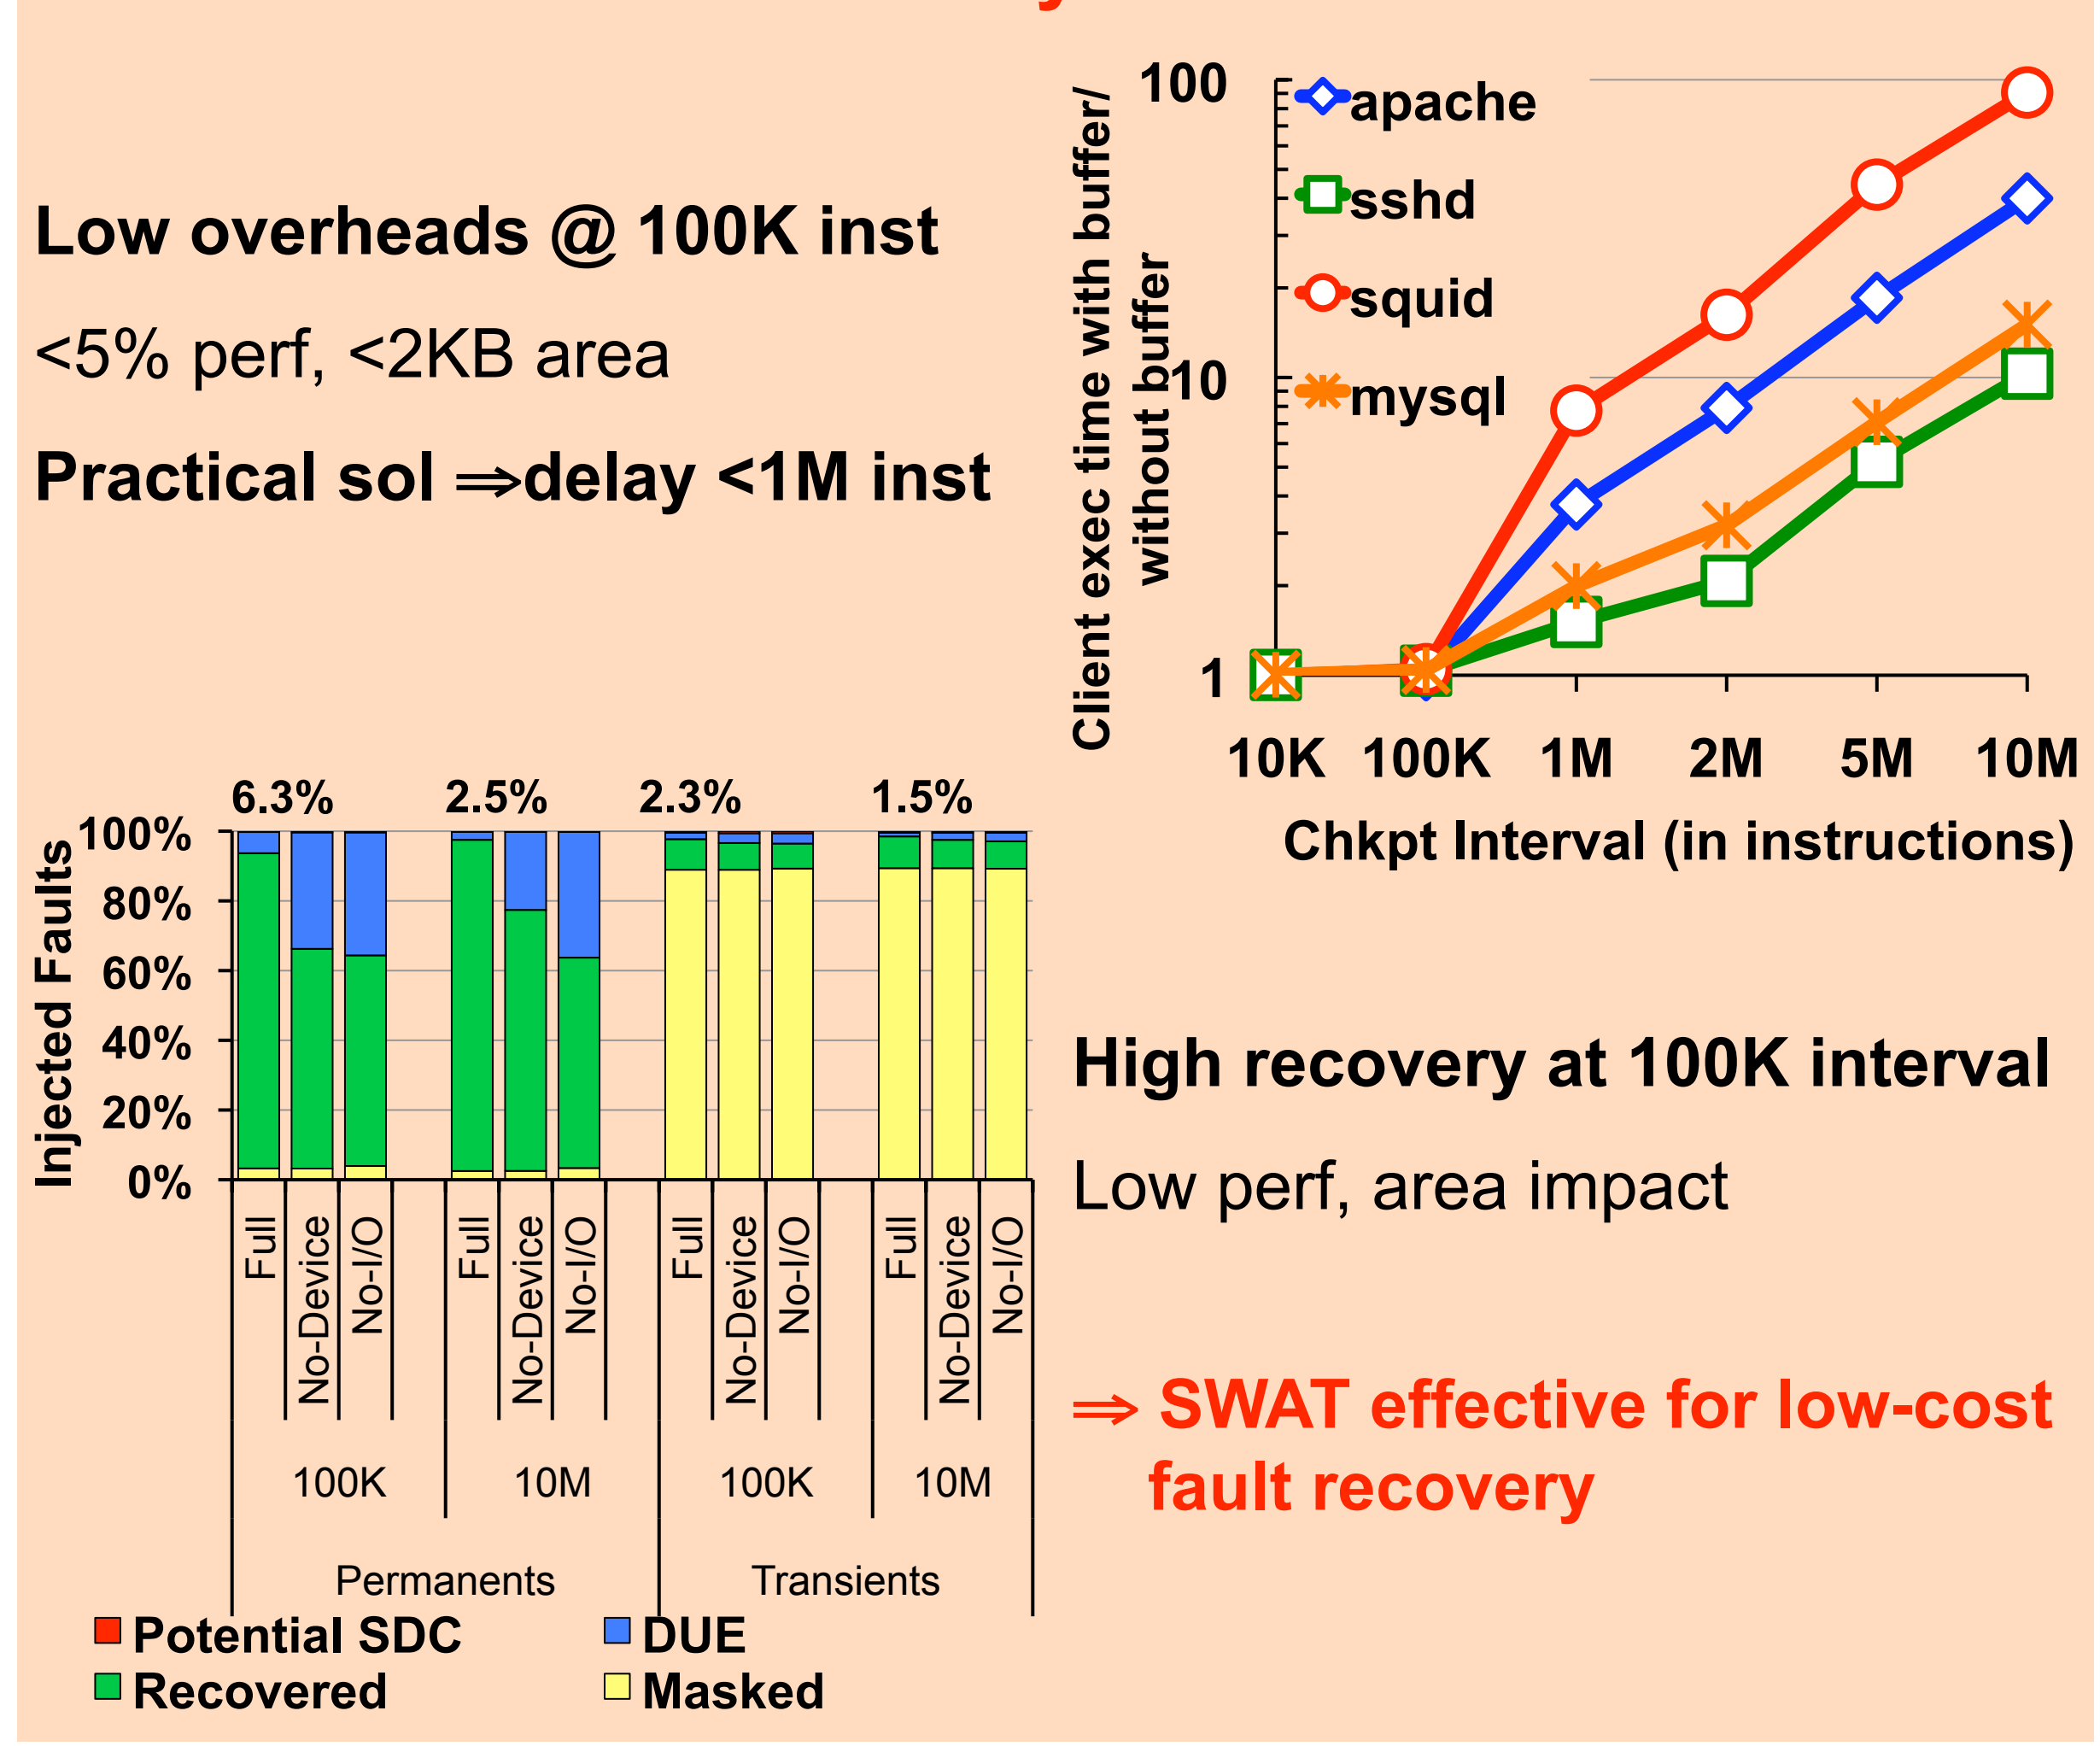 Low overheads @ 100K inst
<5% perf, <2KB area
Practical sol ⇒delay <1M inst
Client exec time with buffer/
without buffer
100
10
1
apache
sshd
squid
mysql
10K 100K 1M 2M 5M 10M
Chkpt Interval (in instructions)
6.3% 2.5% 2.3% 1.5%
Injected Faults
100%
80%
60%
40%
20%
0%
Full No-Device No-I/O Full No-Device No-I/O Full No-Device No-I/O Full No-Device No-I/O
100K 10M 100K 10M
Permanents Transients
Potential SDC DUE
Recovered Masked
High recovery at 100K interval
Low perf, area impact
⇒ SWAT effective for low-cost
fault recovery